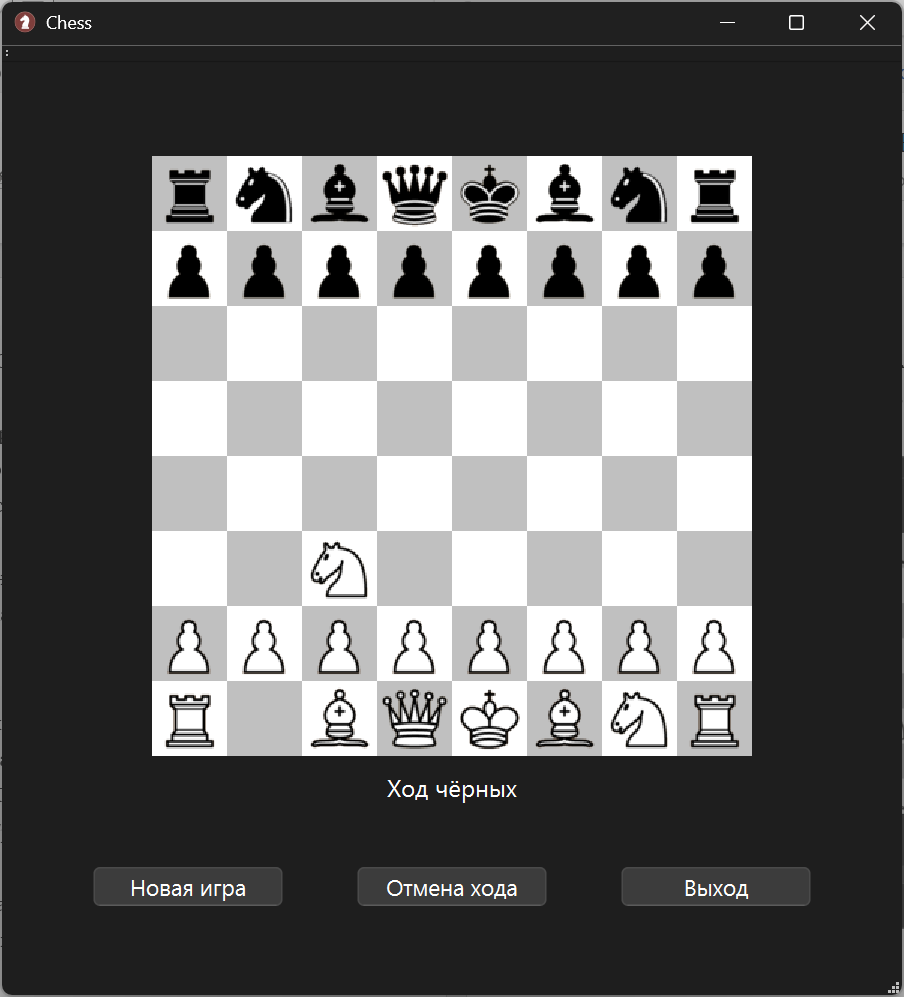 Chess
Ход чёрных
Новая игра
Отмена хода
Выход